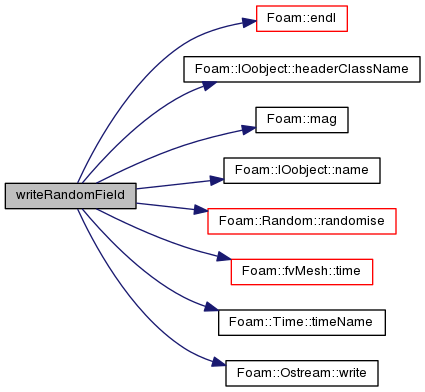 Foam::endl
Foam::IOobject::headerClassName
Foam::mag
Foam::IOobject::name
writeRandomField
Foam::Random::randomise
Foam::fvMesh::time
Foam::Time::timeName
Foam::Ostream::write